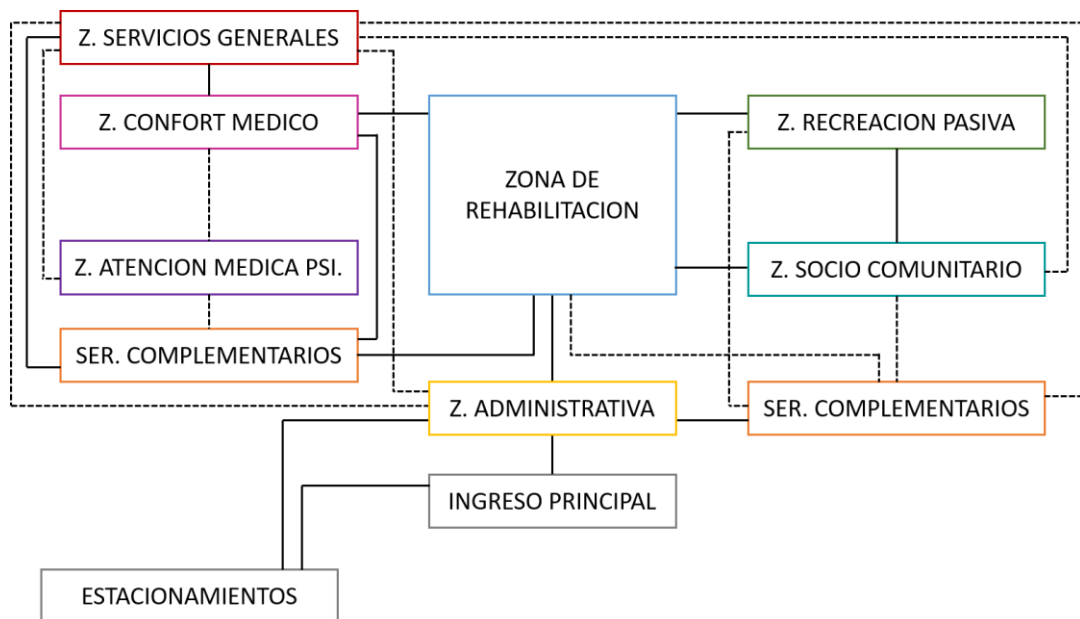 Z. SERVICIOS GENERALES
Z. CONFORT MEDICO
Z. RECREACION PASIVA
ZONA DE
REHABILITACION
Z. ATENCION MEDICA PSI.
Z. SOCIO COMUNITARIO
SER. COMPLEMENTARIOS
Z. ADMINISTRATIVA
SER. COMPLEMENTARIOS
INGRESO PRINCIPAL
ESTACIONAMIENTOS